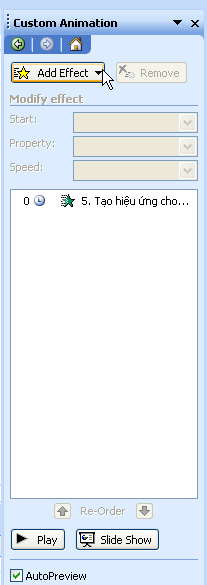 Custom Animation
Add Effect
Remove
Modify effect
Start:
Property:
Speed:
0 5. Tạo hiệu ứng cho...
Re-Order
Play
Slide Show
AutoPreview